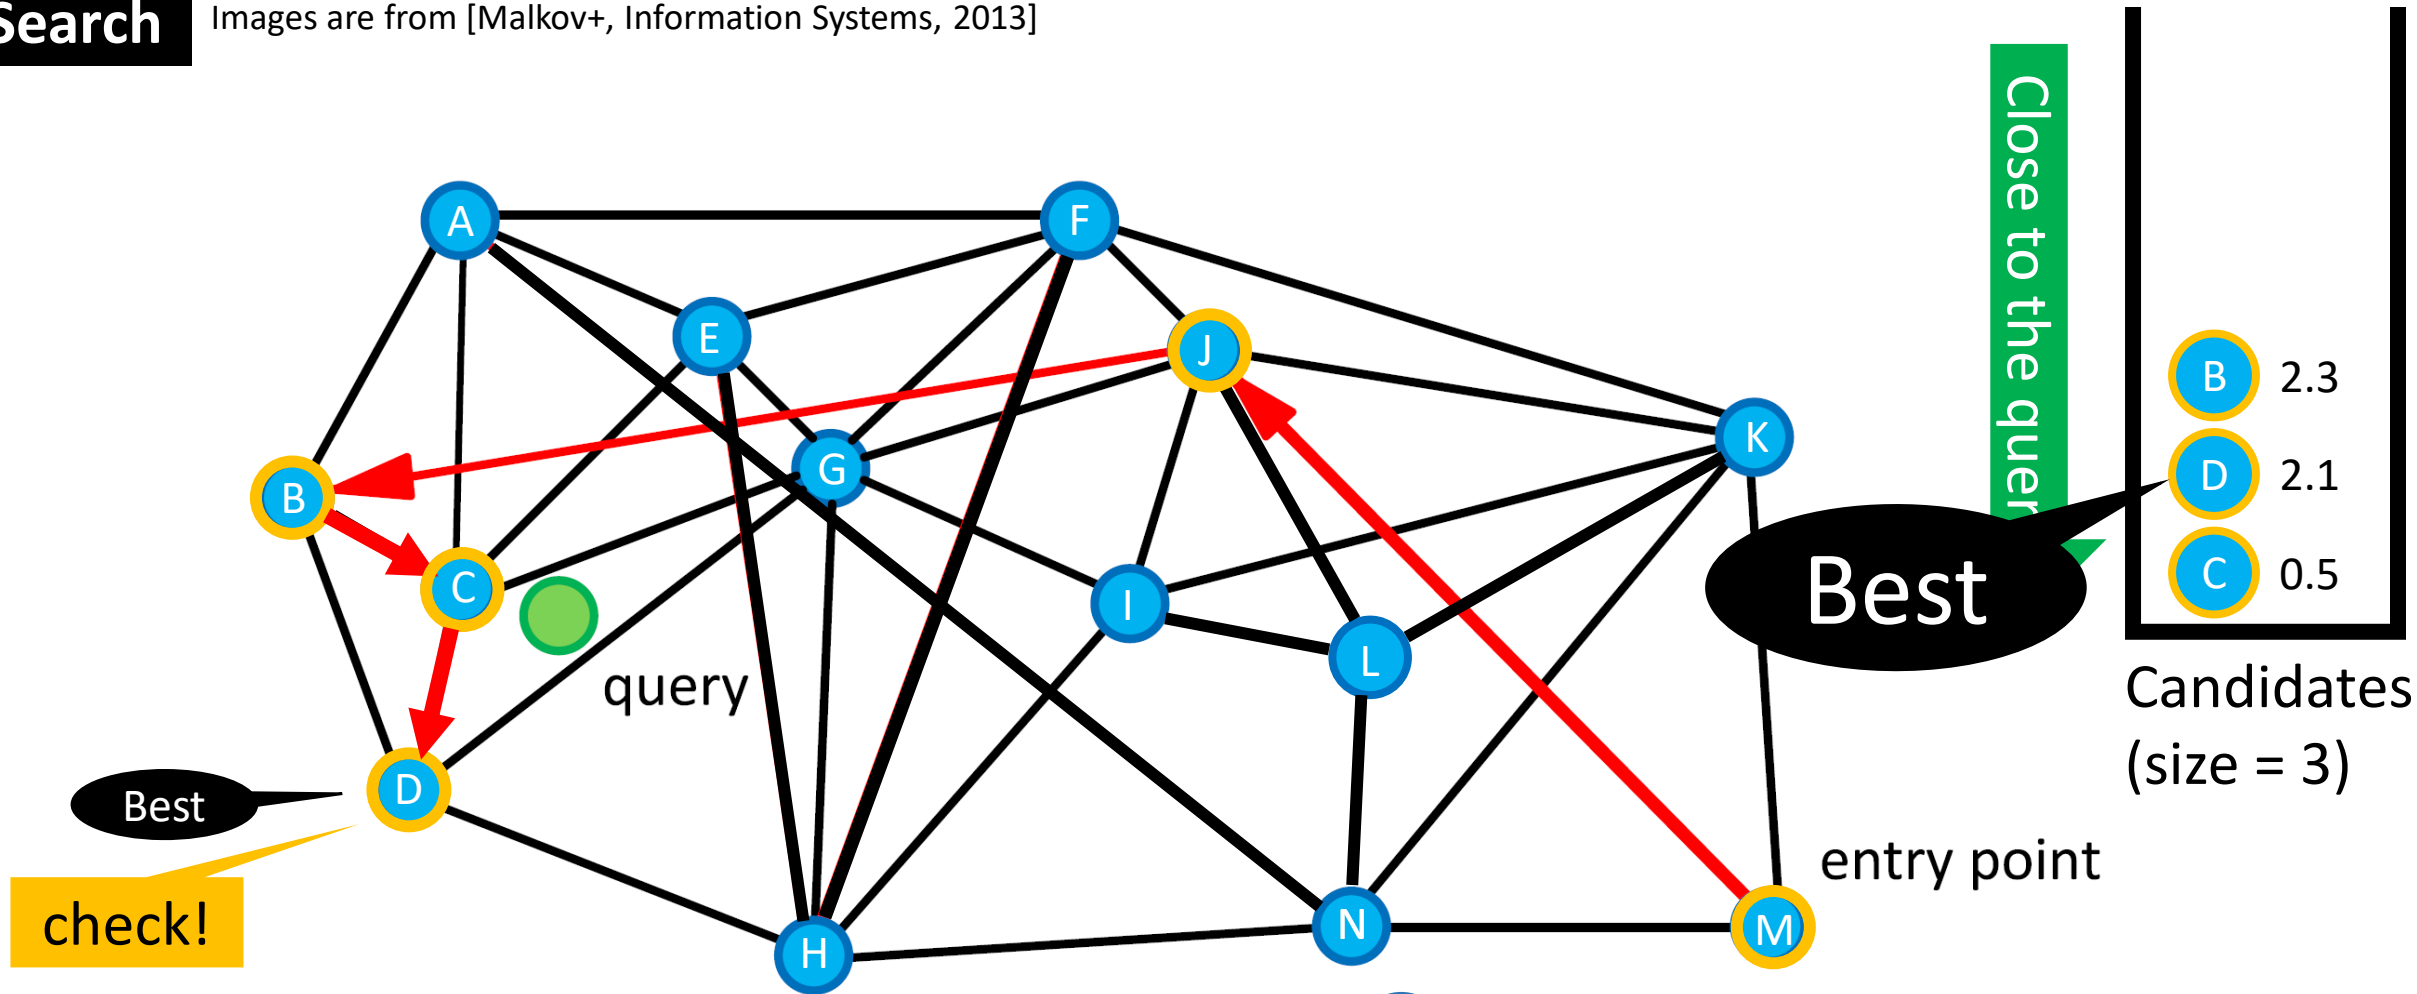 Search
Images are from [Malkov+, Information Systems, 2013]
Close to the quer
A
F
E
J
B
2.3
K
G
D
2.1
B
C
0.5
C
Best
I
L
query
Candidates
(size = 3)
D
Best
entry point
check!
H
N
M